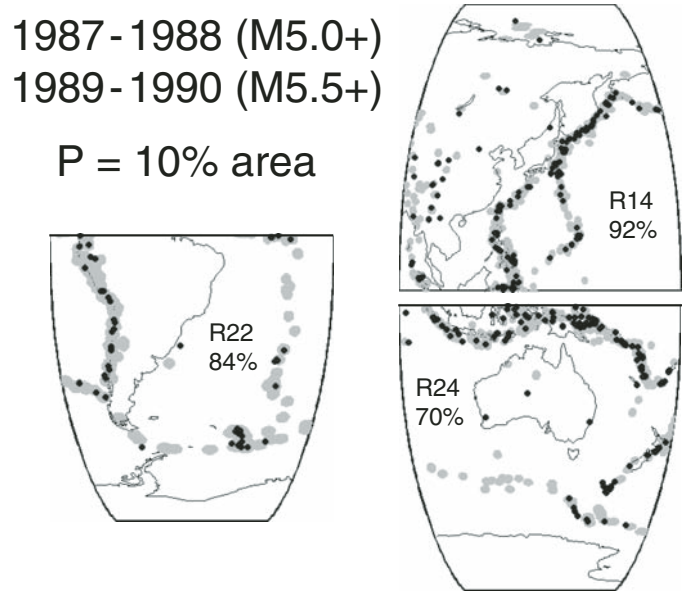 1987-1988 (M5.0+)
1989-1990 (M5.5+)
P = 10% area
R14
92%
R22
84%
R24
70%